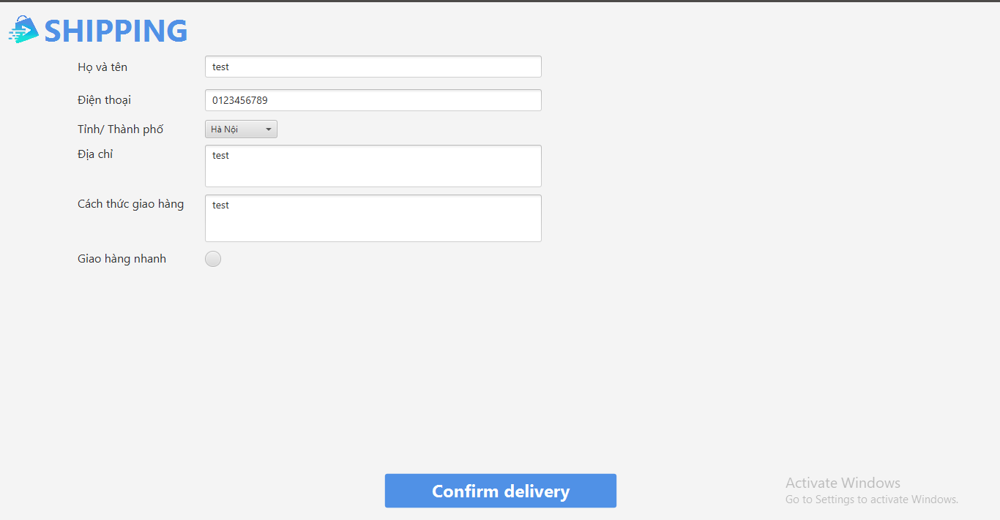 SHIPPING
Họ và tên test
Điện thoại 0123456789
Tỉnh/ Thành phố Hà Nội
Địa chỉ test
Cách thức giao hàng test
Giao hàng nhanh
Confirm delivery
Activate Windows
Go to Settings to activate Windows.